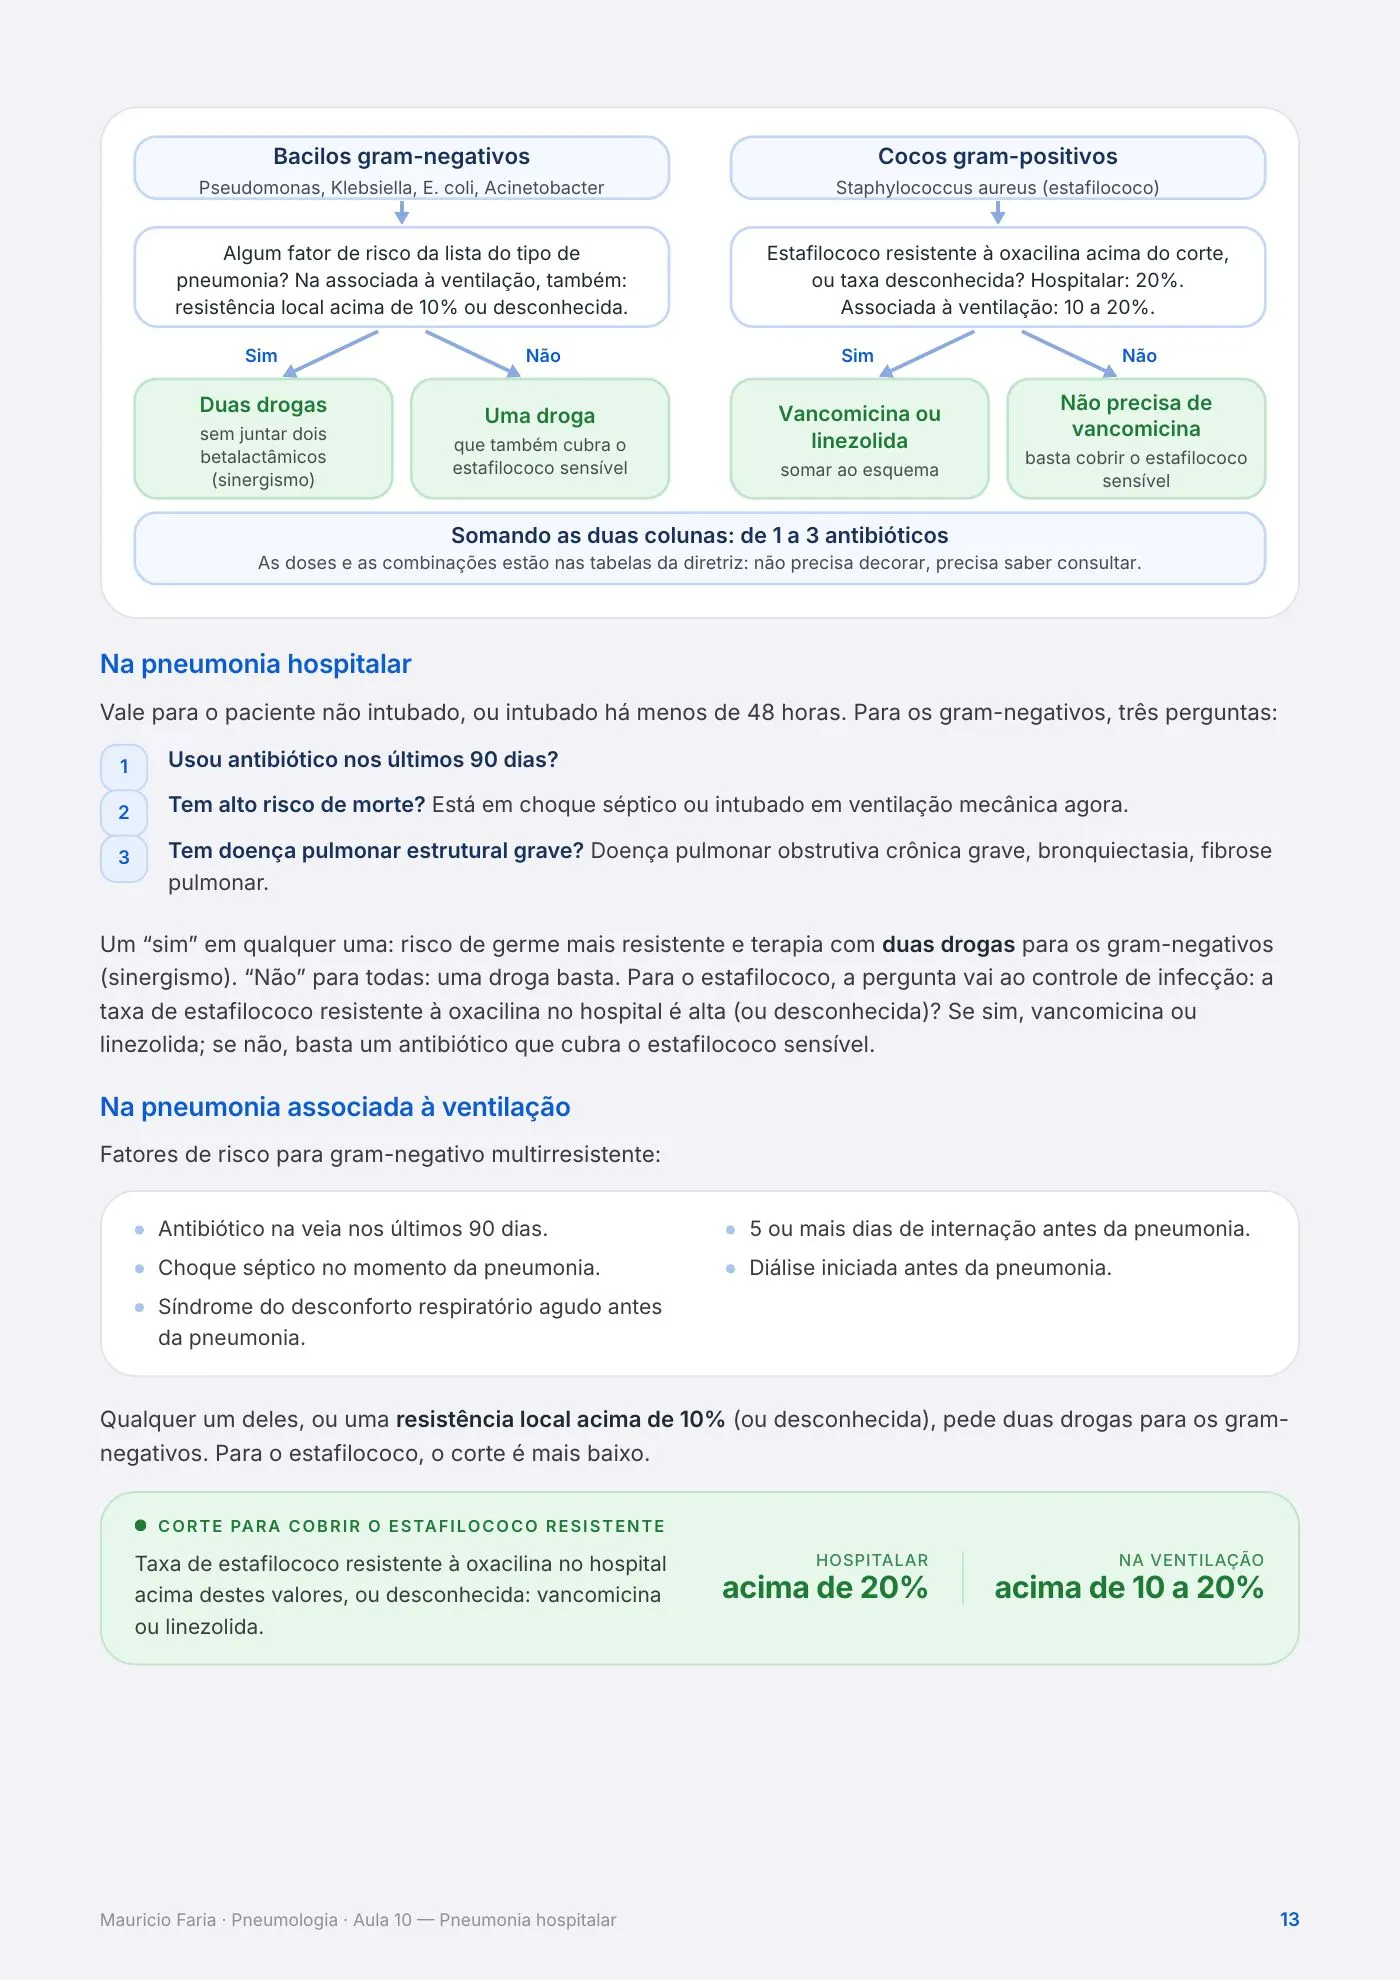 Bacilos gram-negativos
Pseudomonas, Klebsiella, E. coli, Acinetobacter
Algum fator de risco da lista do tipo de
pneumonia? Na associada à ventilação, também:
resistência local acima de 10% ou desconhecida.
Sim
Não
Duas drogas
sem juntar dois
betalactâmicos
(sinergismo)
Uma droga
que também cubra o
estafilococo sensível
Cocos gram-positivos
Staphylococcus aureus (estafilococo)
Estafilococo resistente à oxacilina acima do corte,
ou taxa desconhecida? Hospitalar: 20%.
Associada à ventilação: 10 a 20%.
Sim
Não
Vancomicina ou
linezolida
somar ao esquema
Não precisa de
vancomicina
basta cobrir o estafilococo
sensível
Somando as duas colunas: de 1 a 3 antibióticos
As doses e as combinações estão nas tabelas da diretriz: não precisa decorar, precisa saber consultar.
Na pneumonia hospitalar
Vale para o paciente não intubado, ou intubado há menos de 48 horas. Para os gram-negativos, três perguntas:
1 Usou antibiótico nos últimos 90 dias?
2 Tem alto risco de morte? Está em choque séptico ou intubado em ventilação mecânica agora.
3 Tem doença pulmonar estrutural grave? Doença pulmonar obstrutiva crônica grave, bronquiectasia, fibrose
pulmonar.
Um “sim” em qualquer uma: risco de germe mais resistente e terapia com duas drogas para os gram-negativos
(sinergismo). “Não” para todas: uma droga basta. Para o estafilococo, a pergunta vai ao controle de infecção: a
taxa de estafilococo resistente à oxacilina no hospital é alta (ou desconhecida)? Se sim, vancomicina ou
linezolida; se não, basta um antibiótico que cubra o estafilococo sensível.
Na pneumonia associada à ventilação
Fatores de risco para gram-negativo multirresistente:
Antibiótico na veia nos últimos 90 dias.
Choque séptico no momento da pneumonia.
Síndrome do desconforto respiratório agudo antes
da pneumonia.
5 ou mais dias de internação antes da pneumonia.
Diálise iniciada antes da pneumonia.
Qualquer um deles, ou uma resistência local acima de 10% (ou desconhecida), pede duas drogas para os gram-
negativos. Para o estafilococo, o corte é mais baixo.
CORTE PARA COBRIR O ESTAFILOCOCO RESISTENTE
Taxa de estafilococo resistente à oxacilina no hospital
acima destes valores, ou desconhecida: vancomicina
ou linezolida.
HOSPITALAR
acima de 20%
NA VENTILAÇÃO
acima de 10 a 20%
Mauricio Faria · Pneumologia · Aula 10 — Pneumonia hospitalar
13